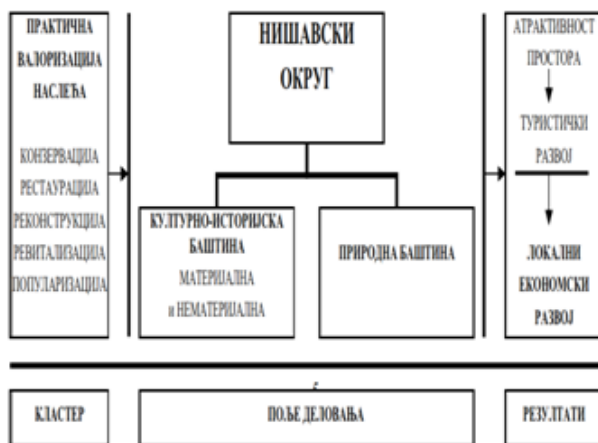 ПРАКТИЧНА
ВАЛОРИЗАЦИЈА
НАСЛЕЂА
КОНЗЕРВАЦИЈА
РЕСТАУРАЦИЈА
РЕКОНСТРУКЦИЈА
РЕВИТАЛИЗАЦИЈА
ПОПУЛАРИЗАЦИЈА
НИШАВСКИ
ОКРУГ
КУЛТУРНО-ИСТОРИЈСКА
БАШТИНА
МАТЕРИЈАЛНА
и НЕМАТЕРИЈАЛНА
ПРИРОДНА БАШТИНА
АТРАКТИВНОСТ
ПРОСТОРА
ТУРИСТИЧКИ
РАЗВОЈ
ЛОКАЛНИ
ЕКОНОМСКИ
РАЗВОЈ
КЛАСТЕР
ПОЉЕ ДЕЛОВАЊА
РЕЗУЛТАТИ